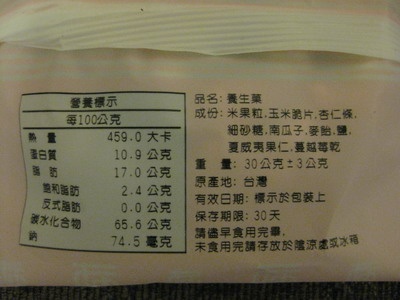 營養標示
每100公克
熱量 459.0 大卡
蛋白質 10.9 公克
脂肪 17.0 公克
飽和脂肪 2.4 公克
反式脂肪 0.0 公克
碳水化合物 65.6 公克
鈉 74.5 毫克
品名: 養生菓
成份: 米果粒.玉米脆片.杏仁條.
細砂糖.南瓜子.麥胎.鹽.
夏威夷果仁.蔓越莓乾
重量: 30公克±3公克
原產地: 台灣
有效日期: 標示於包裝上
保存期限: 30天
請儘早食用完畢,
未食用完請存放於陰涼處或冰箱